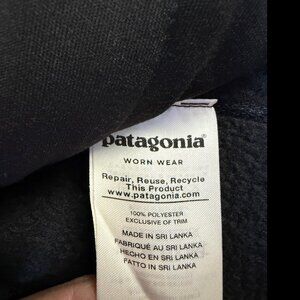 patagonia®
WORN WEAR
Repair, Reuse, Recycle
This Product
www.patagonia.com
100% POLYESTER
EXCLUSIVE OF TRIM
MADE IN SRI LANKA
FABRIQUÉ AU SRI LANKA
HECHO EN SRI LANKA
FATTO IN SRI LANKA